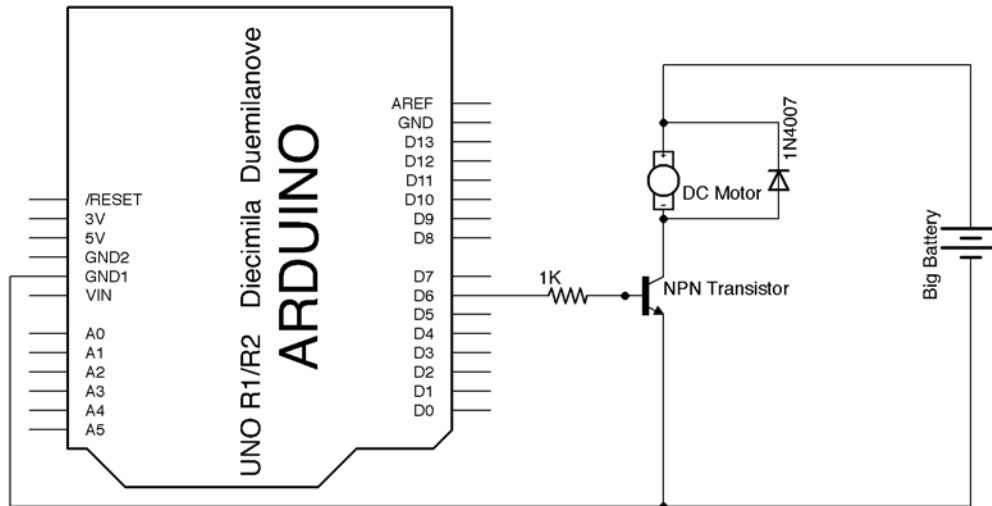 /RESET
3V
5V
GND2
GND1
VIN
A0
A1
A2
A3
A4
A5
UNO R1/R2 Diecimila Duemilanove
ARDUINO
AREF
GND
D13
D12
D11
D10
D9
D8
D7
D6
D5
D4
D3
D2
D1
D0
1K
+
-
DC Motor
1N4007
NPN Transistor
Big Battery